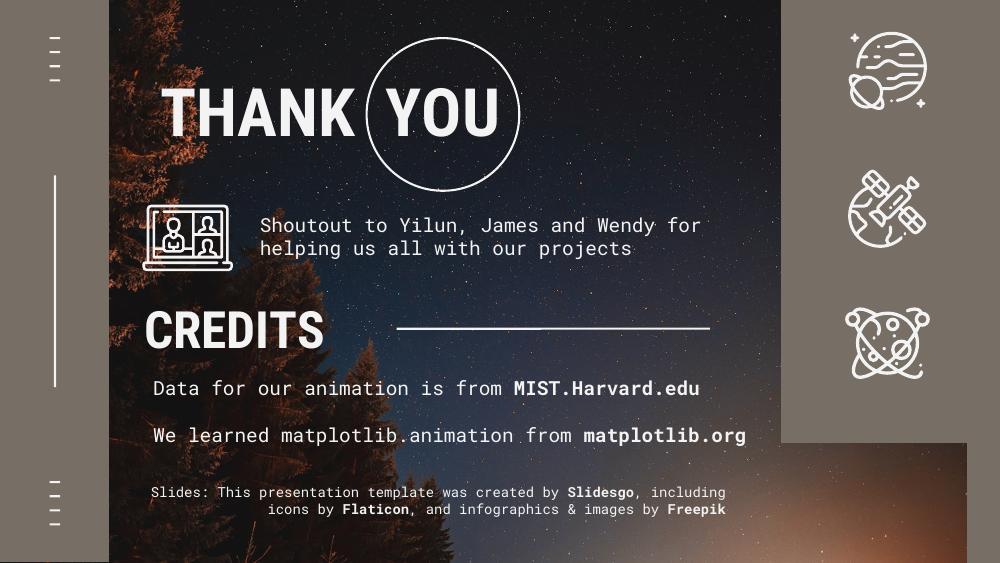 THANK YOU
Shoutout to Yilun, James and Wendy for
helping us all with our projects
CREDITS
Data for our animation is from MIST.Harvard.edu
We learned matplotlib.animation from matplotlib.org
Slides: This presentation template was created by Slidesgo, including
icons by Flaticon, and infographics & images by Freepik